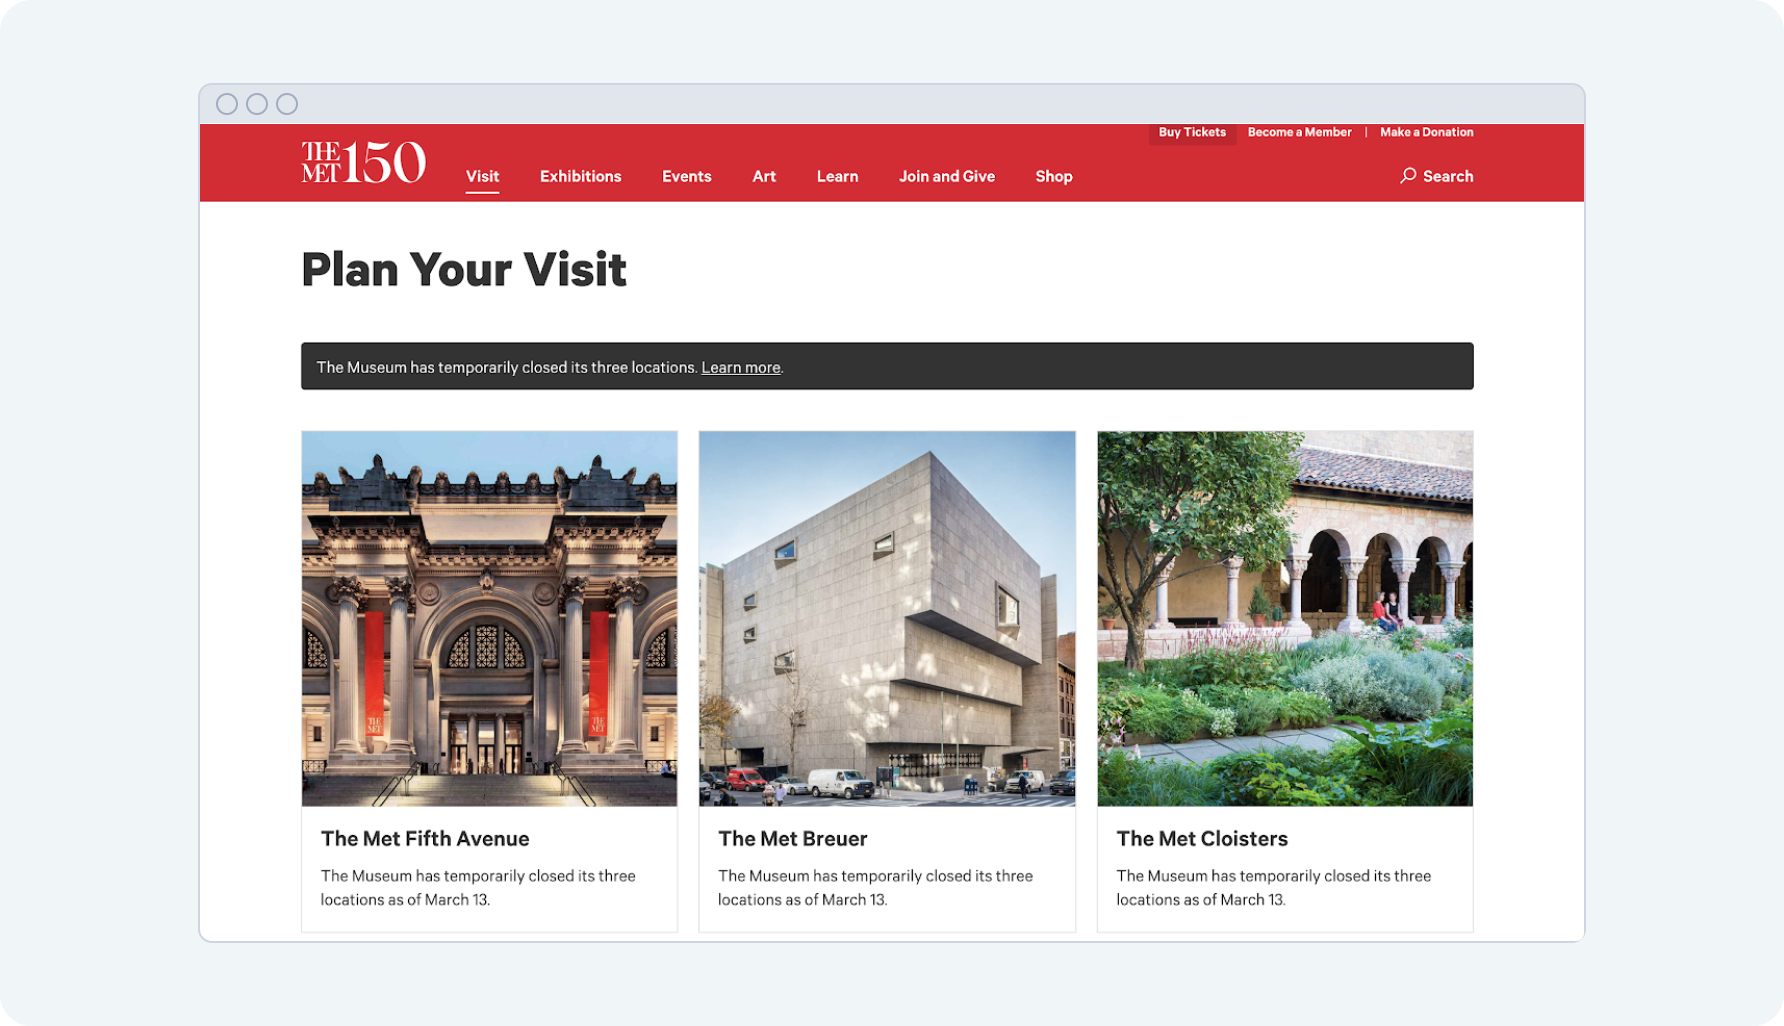 Buy Tickets Become a Member | Make a Donation
THE
MET 150
Visit Exhibitions Events Art Learn Join and Give Shop Search
Plan Your Visit
The Museum has temporarily closed its three locations. Learn more.
THE
MET
THE
MET
The Met Fifth Avenue
The Museum has temporarily closed its three
locations as of March 13.
The Met Breuer
The Museum has temporarily closed its three
locations as of March 13.
The Met Cloisters
The Museum has temporarily closed its three
locations as of March 13.